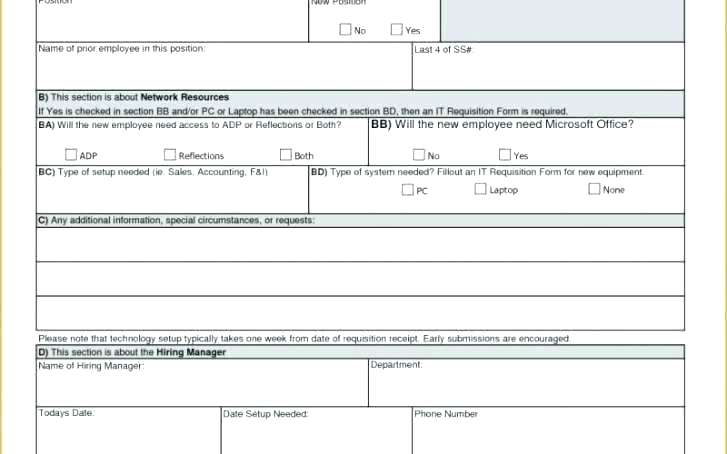 Position
New Position
No Yes
Name of prior employee in this position: Last 4 of SS#:
B) This section is about Network Resources
If Yes is checked in section BB and/or PC or Laptop has been checked in section BD, then an IT Requisition Form is required.
BA) Will the new employee need access to ADP or Reflections or Both? BB) Will the new employee need Microsoft Office?
ADP Reflections Both No Yes
BC) Type of setup needed (ie. Sales, Accounting, F&I) BD) Type of system needed? Fillout an IT Requisition Form for new equipment.
PC Laptop None
C) Any additional information, special circumstances, or requests:
Please note that technology setup typically takes one week from date of requisition receipt. Early submissions are encouraged.
D) This section is about the Hiring Manager
Name of Hiring Manager: Department:
Todays Date: Date Setup Needed: Phone Number